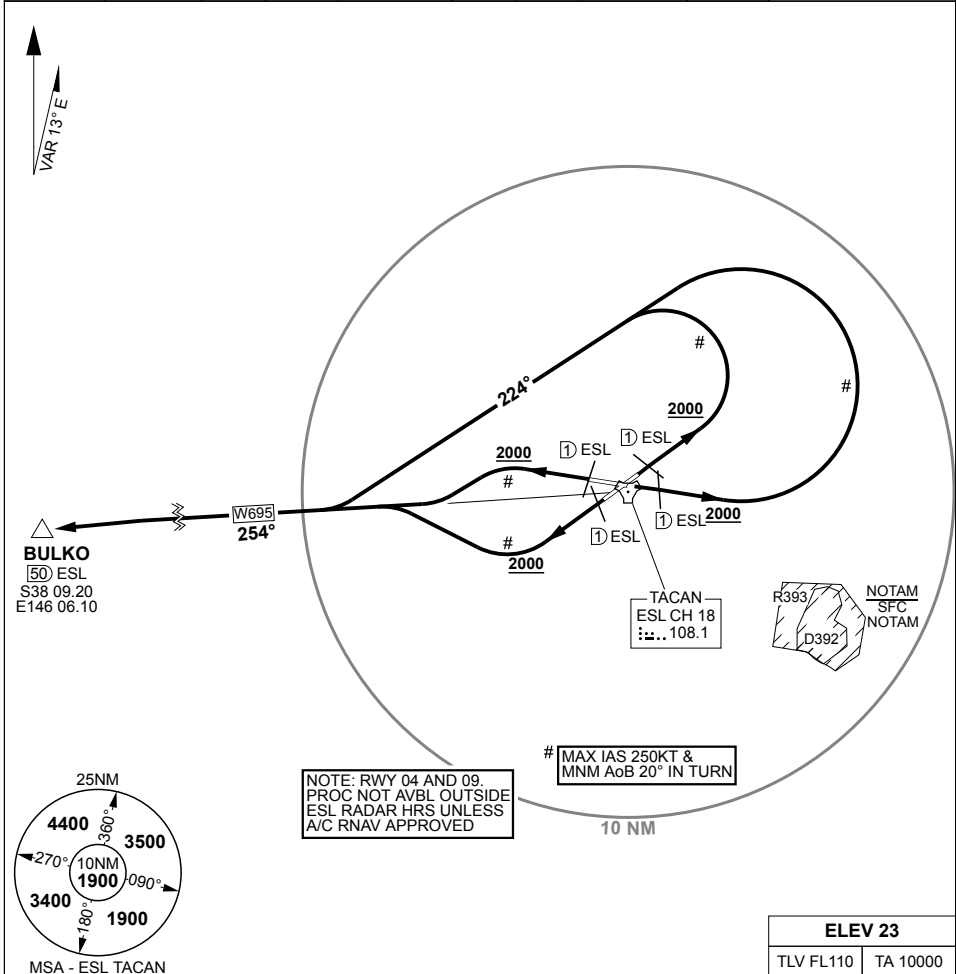 VAR 13° E
224°
2000
2000
1 ESL
1 ESL
1 ESL
1 ESL
2000
2000
W695
254°
BULKO
50 ESL
S38 09.20
E146 06.10
TACAN
ESL CH 18
108.1
R393
D392
NOTAM
SFC
NOTAM
#
#
#
#
# MAX IAS 250KT &
MNM AoB 20° IN TURN
NOTE: RWY 04 AND 09.
PROC NOT AVBL OUTSIDE
ESL RADAR HRS UNLESS
A/C RNAV APPROVED
10 NM
25NM
4400
360°
3500
270°
10NM
1900
090°
3400
180°
1900
MSA - ESL TACAN
ELEV 23
TLV FL110 TA 10000